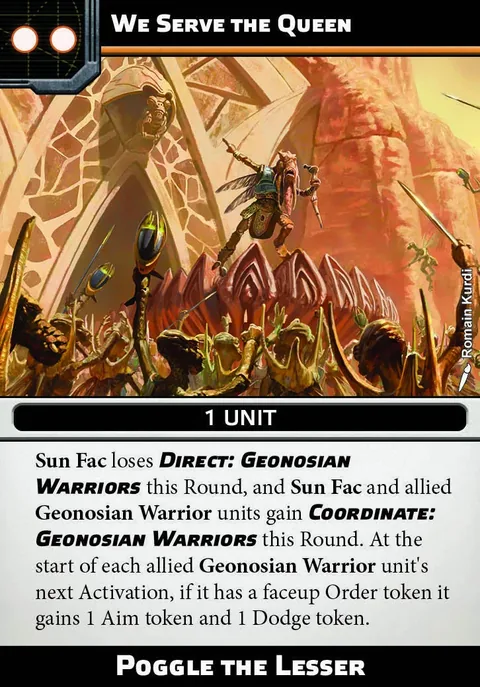 We Serve the Queen
Romain Kurdi
1 UNIT
Sun Fac loses Direct: Geonosian
Warriors this Round, and Sun Fac and allied
Geonosian Warrior units gain Coordinate:
Geonosian Warriors this Round. At the
start of each allied Geonosian Warrior unit's
next Activation, if it has a faceup Order token it
gains 1 Aim token and 1 Dodge token.
Poggle the Lesser